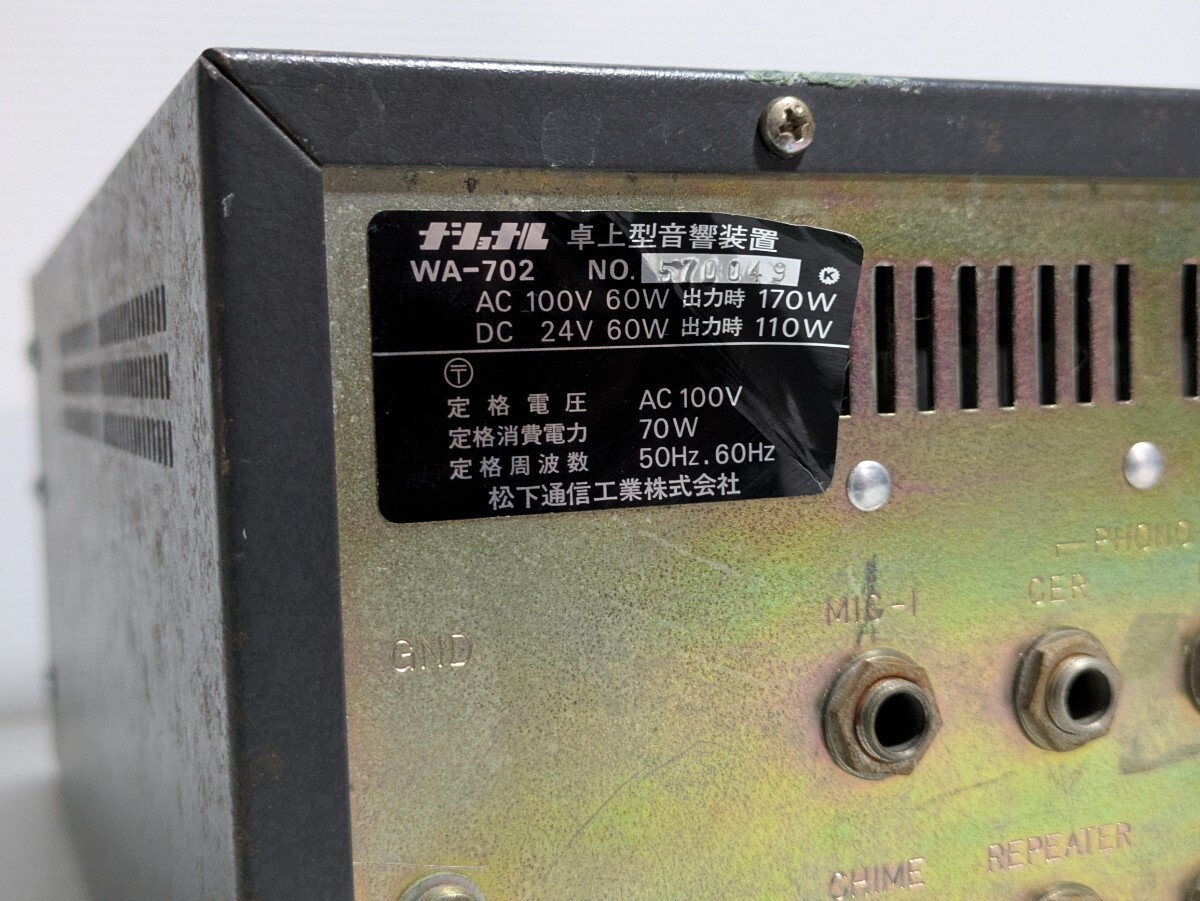 ナショナル 卓上型音響装置
WA-702 NO. 570049 K
AC 100V 60W 出力時 170W
DC 24V 60W 出力時 110W
〒
定格電圧 AC 100V
定格消費電力 70W
定格周波数 50Hz.60Hz
松下通信工業株式会社
PHONO
MIC-1 CER
GND
CHIME REPEATER